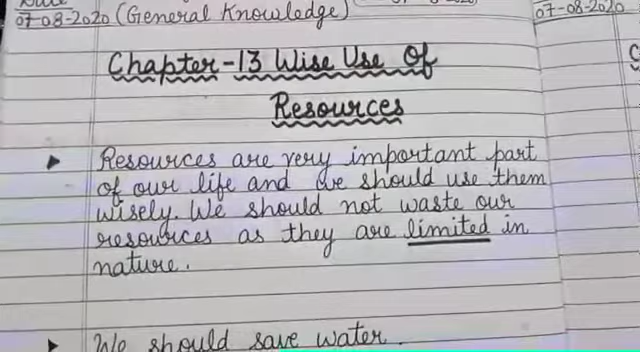 Date
07-08-2020 (General Knowledge)
07-08-2020
Chapter-13 Wise Use Of
Resources
Resources are very important part
of our life and we should use them
wisely. We should not waste our
resources as they are limited in
nature.
We should save water.